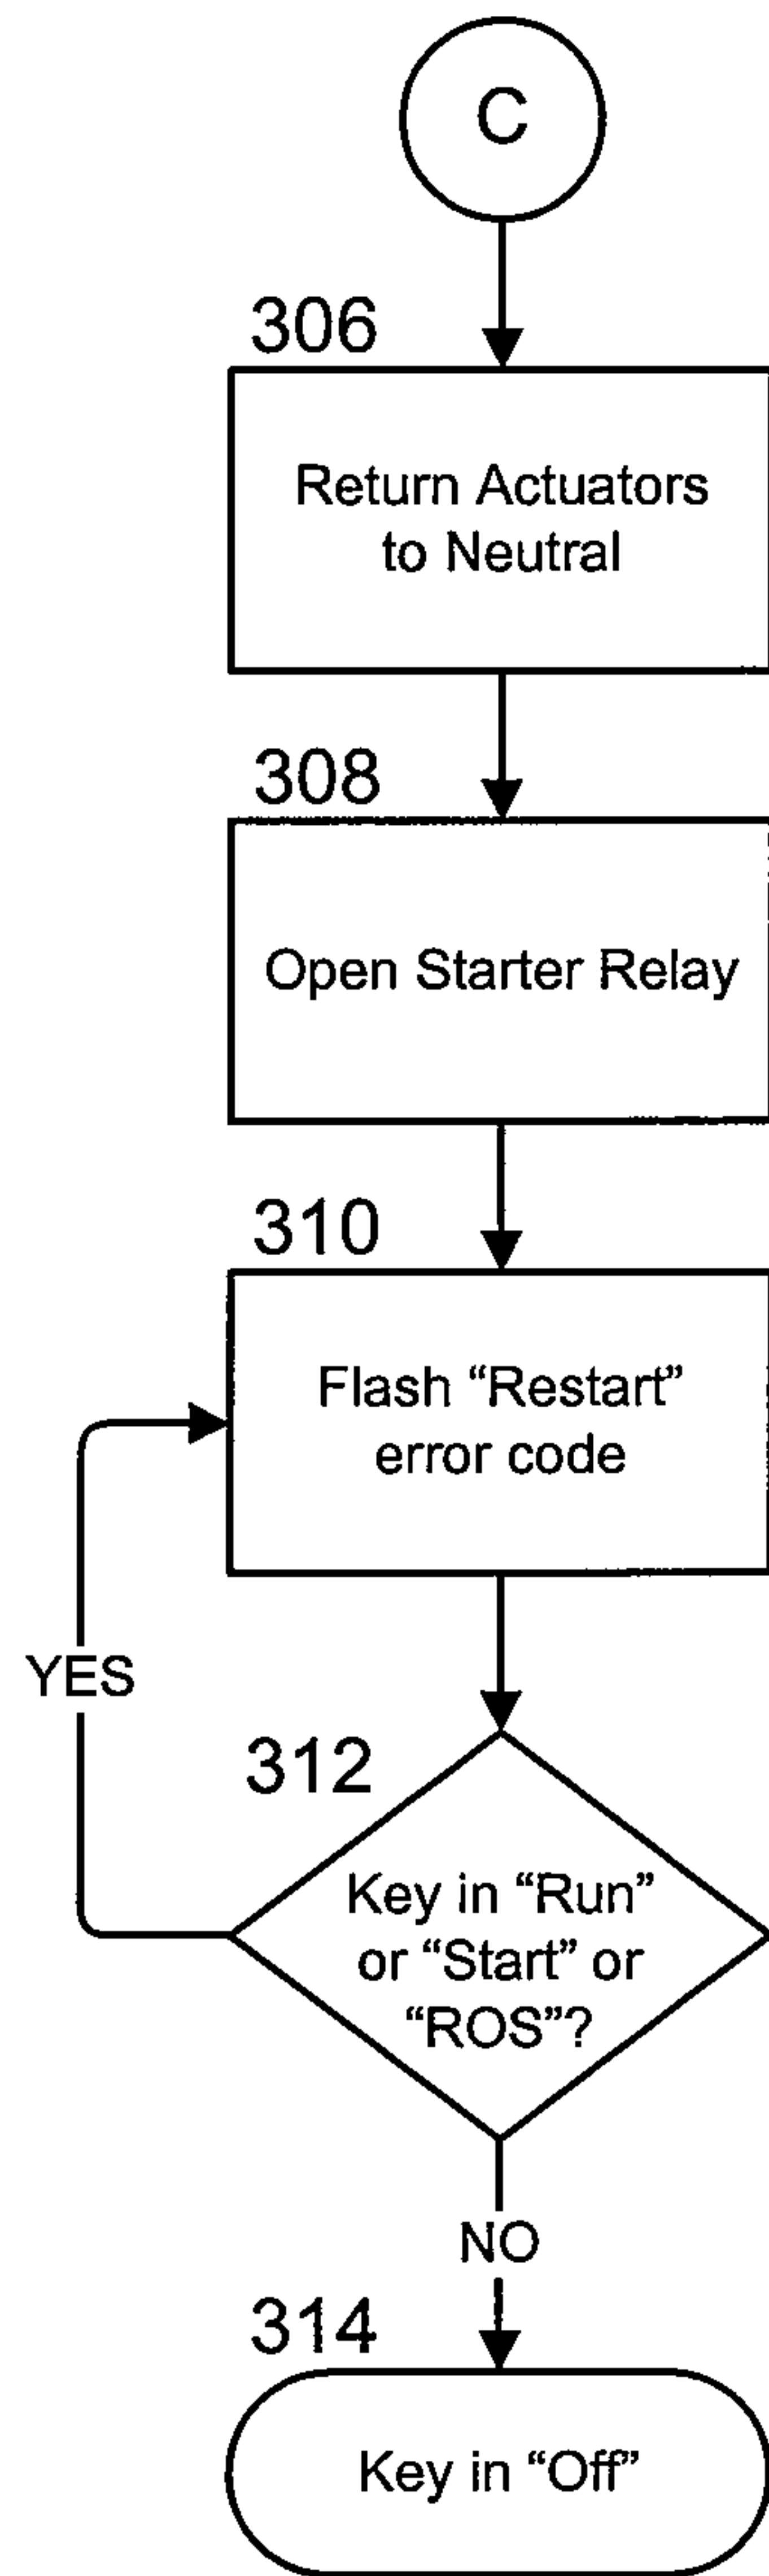 C
306
Return Actuators
to Neutral
308
Open Starter Relay
310
Flash “Restart”
error code
YES
312
Key in “Run”
or “Start” or
“ROS”?
NO
314
Key in “Off”